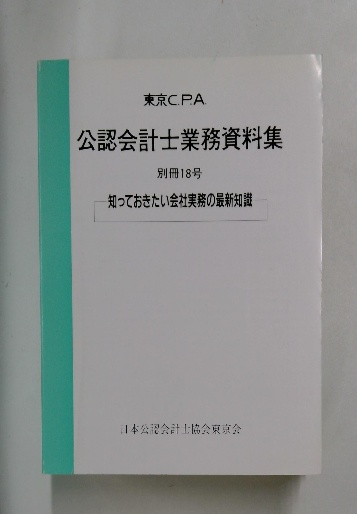 東京C.P.A.
公認会計士業務資料集
別冊18号
知っておきたい会社実務の最新知識
日本公認会計士協会東京会